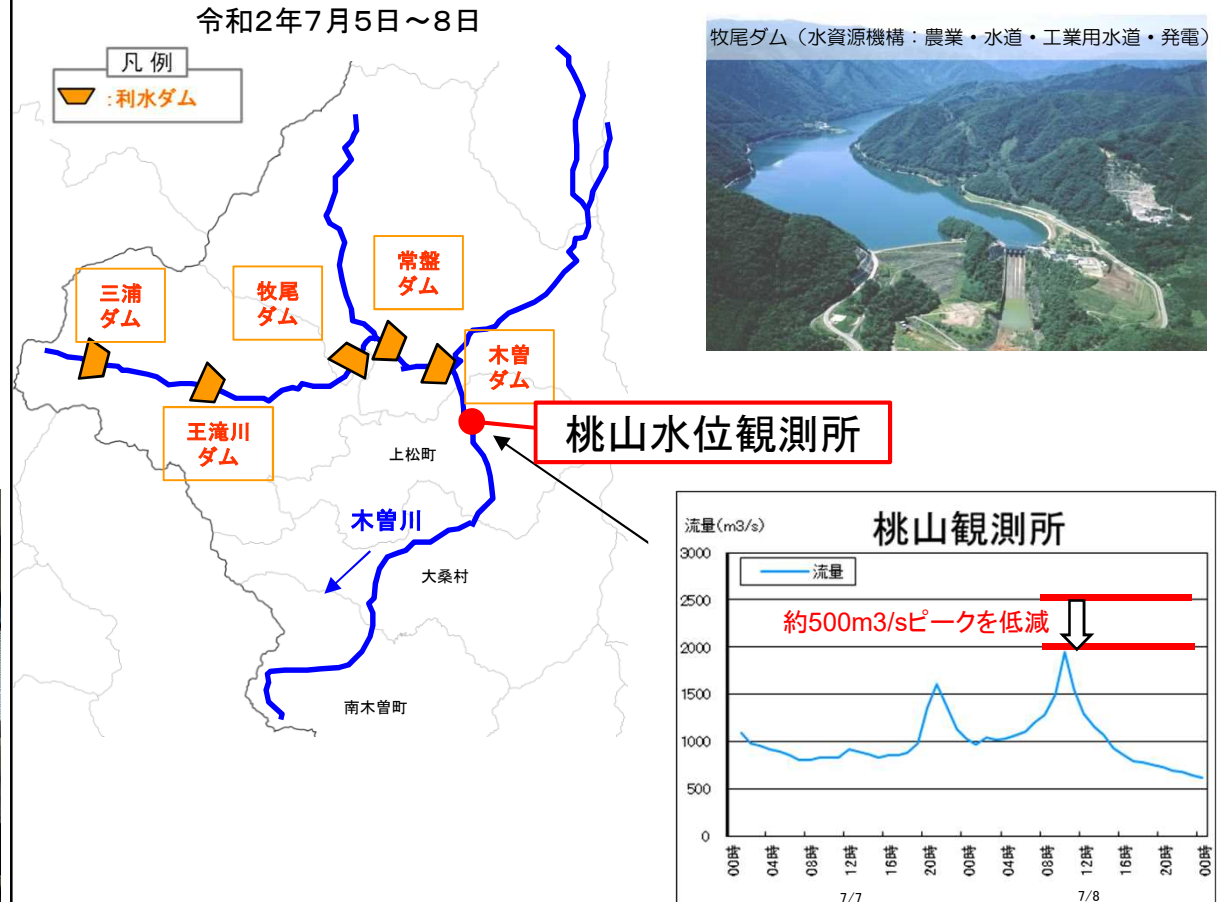 令和2年7月5日～8日
凡 例
：利水ダム
牧尾ダム（水資源機構：農業・水道・工業用水道・発電）
常盤
ダム
三浦
ダム
牧尾
ダム
木曽
ダム
王滝川
ダム
桃山水位観測所
上松町
木曽川
大桑村
南木曽町
流量(m3/s)
桃山観測所
流量
約500m3/sピークを低減
3000
2500
2000
1500
1000
500
0
00時
04時
08時
12時
16時
20時
00時
04時
08時
12時
16時
20時
00時
7/7
7/8